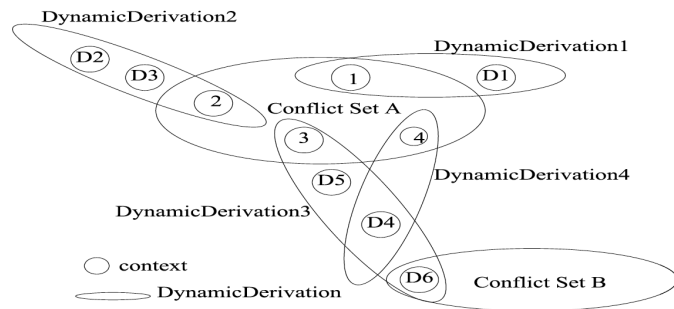 DynamicDerivation2
DynamicDerivation1
D2
D3
1
D1
2
Conflict Set A
3
4
D5
DynamicDerivation4
DynamicDerivation3
D4
context
D6
Conflict Set B
DynamicDerivation